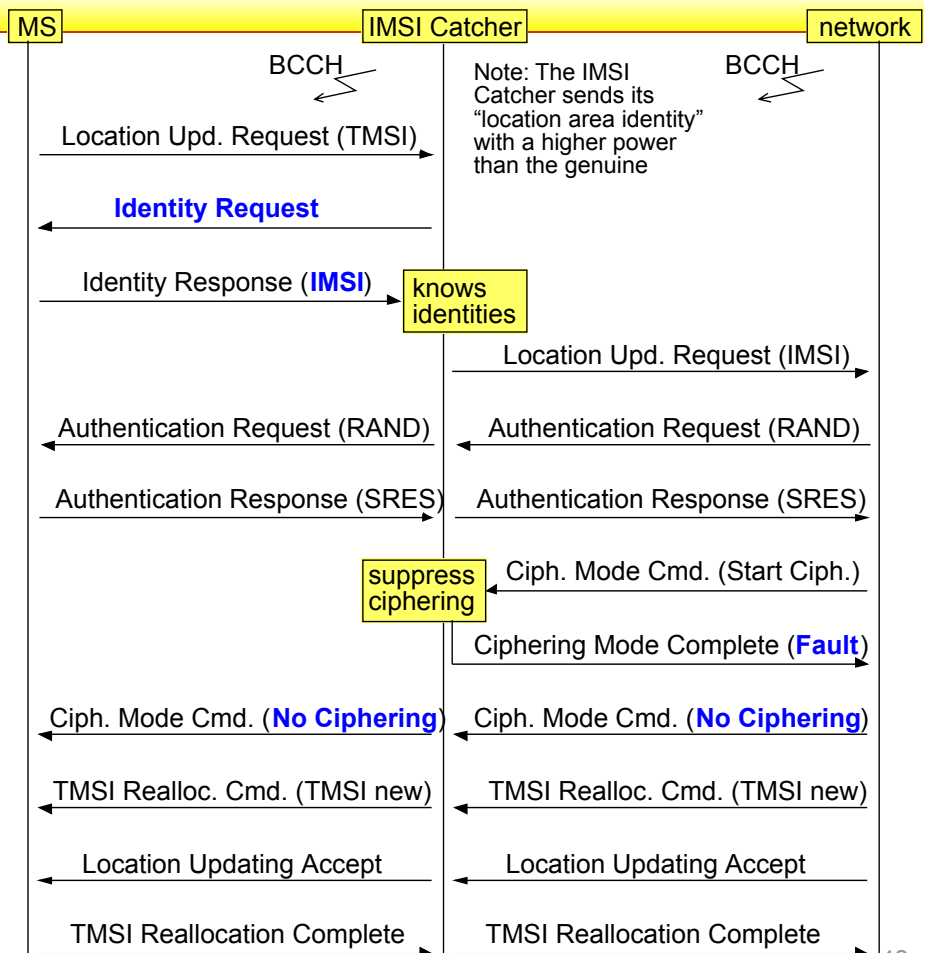 MS
IMSI Catcher
network
BCCH
Note: The IMSI
Catcher sends its
“location area identity”
with a higher power
than the genuine
BCCH
Location Upd. Request (TMSI)
Identity Request
Identity Response (IMSI)
knows
identities
Location Upd. Request (IMSI)
Authentication Request (RAND)
Authentication Request (RAND)
Authentication Response (SRES)
Authentication Response (SRES)
suppress
ciphering
Ciph. Mode Cmd. (Start Ciph.)
Ciphering Mode Complete (Fault)
Ciph. Mode Cmd. (No Ciphering)
Ciph. Mode Cmd. (No Ciphering)
TMSI Realloc. Cmd. (TMSI new)
TMSI Realloc. Cmd. (TMSI new)
Location Updating Accept
Location Updating Accept
TMSI Reallocation Complete
TMSI Reallocation Complete